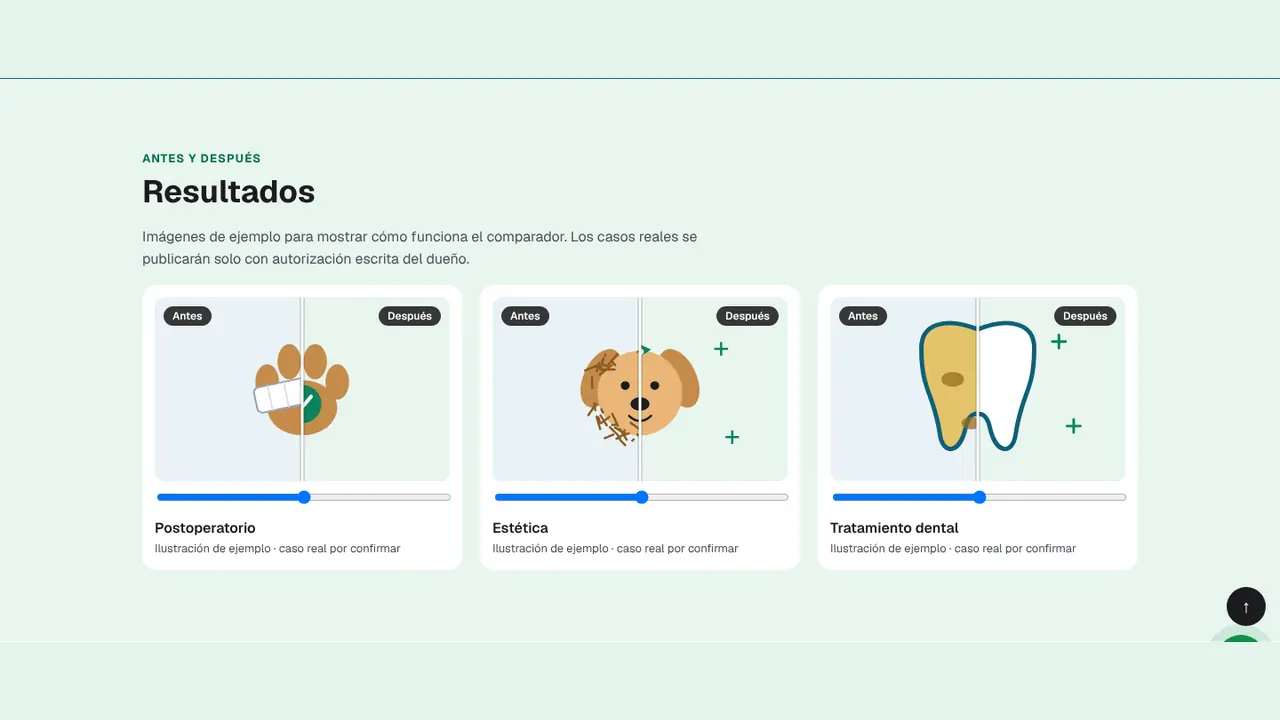 ANTES Y DESPUÉS
Resultados
Imágenes de ejemplo para mostrar cómo funciona el comparador. Los casos reales se
publicarán solo con autorización escrita del dueño.
Antes
Después
Antes
Después
Antes
Después
Postoperatorio
Ilustración de ejemplo · caso real por confirmar
Estética
Ilustración de ejemplo · caso real por confirmar
Tratamiento dental
Ilustración de ejemplo · caso real por confirmar
↑